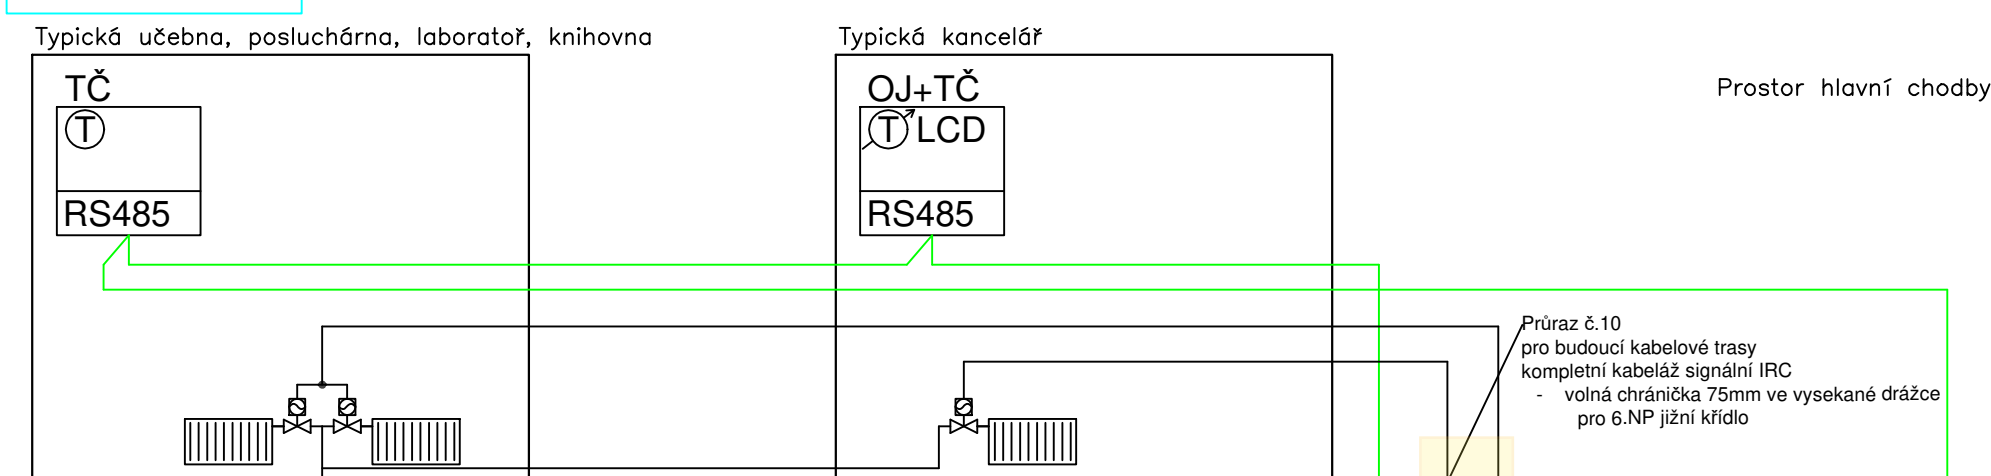 Typická učebna, posluchárna, laboratoř, knihovna
Typická kancelář
TČ
T
RS485
OJ+TČ
T LCD
RS485
Prostor hlavní chodby
Průraz č.10
pro budoucí kabelové trasy
kompletní kabeláž signální IRC
- volná chránička 75mm ve vysekané drážce
pro 6.NP jižní křídlo